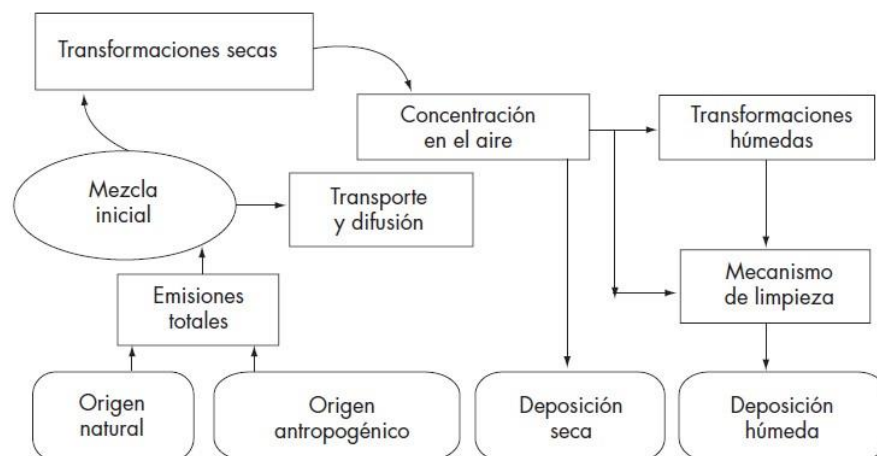 Transformaciones secas
Concentración
en el aire
Transformaciones
húmedas
Mezcla
inicial
Transporte
y difusión
Mecanismo
de limpieza
Emisiones
totales
Origen
natural
Origen
antropogénico
Deposición
seca
Deposición
húmeda